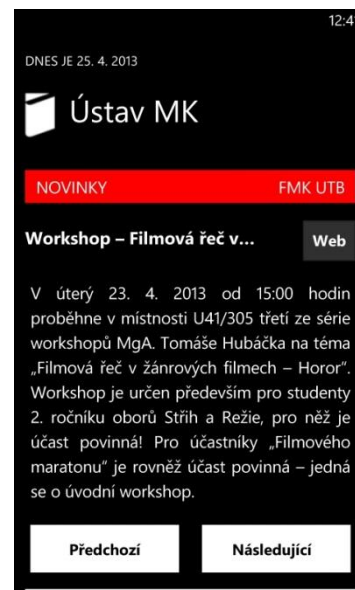 12:4
DNES JE 25. 4. 2013
Ústav MK
NOVINKY FMK UTB
Workshop – Filmová řeč v... Web
V úterý 23. 4. 2013 od 15:00 hodin
proběhne v místnosti U41/305 třetí ze série
workshopů MgA. Tomáše Hubáčka na téma
„Filmová řeč v žánrových filmech – Horor".
Workshop je určen především pro studenty
2. ročníku oborů Střih a Režie, pro něž je
účast povinná! Pro účastníky „Filmového
maratonu" je rovněž účast povinná – jedná
se o úvodní workshop.
Předchozí Následující